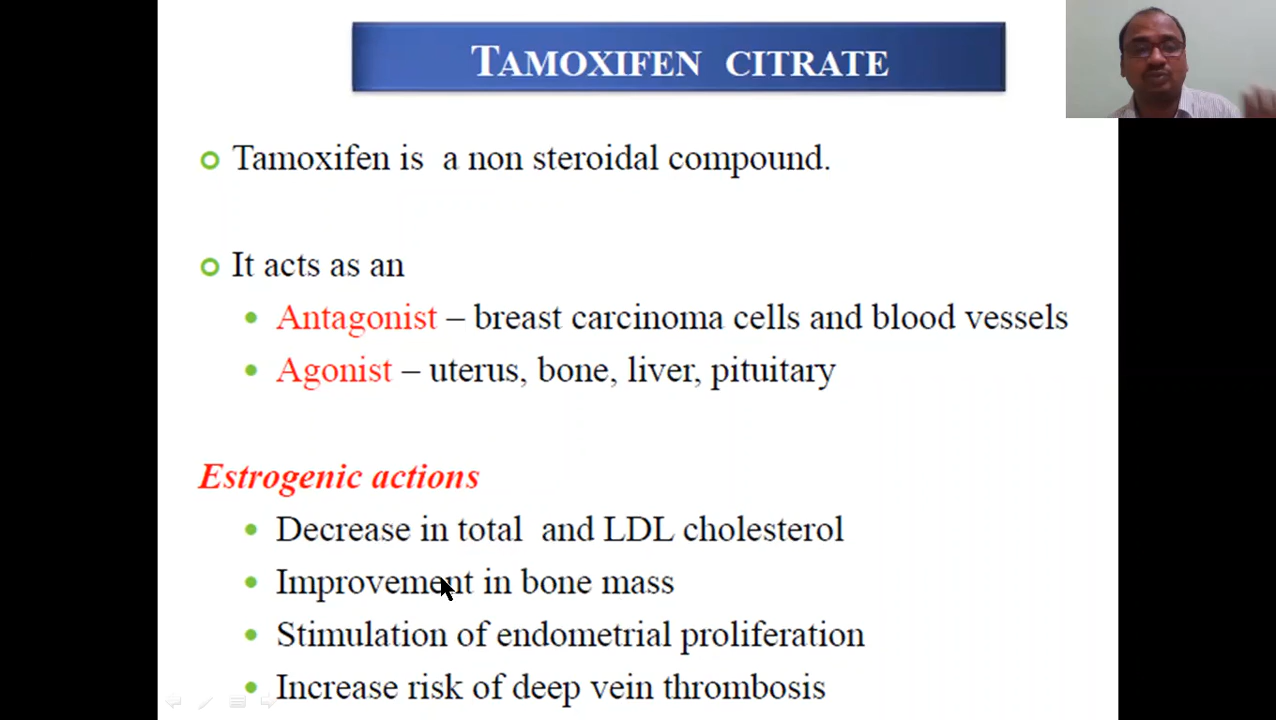 TAMOXIFEN CITRATE
Tamoxifen is a non steroidal compound.
It acts as an
Antagonist – breast carcinoma cells and blood vessels
Agonist – uterus, bone, liver, pituitary
Estrogenic actions
Decrease in total and LDL cholesterol
Improvement in bone mass
Stimulation of endometrial proliferation
Increase risk of deep vein thrombosis